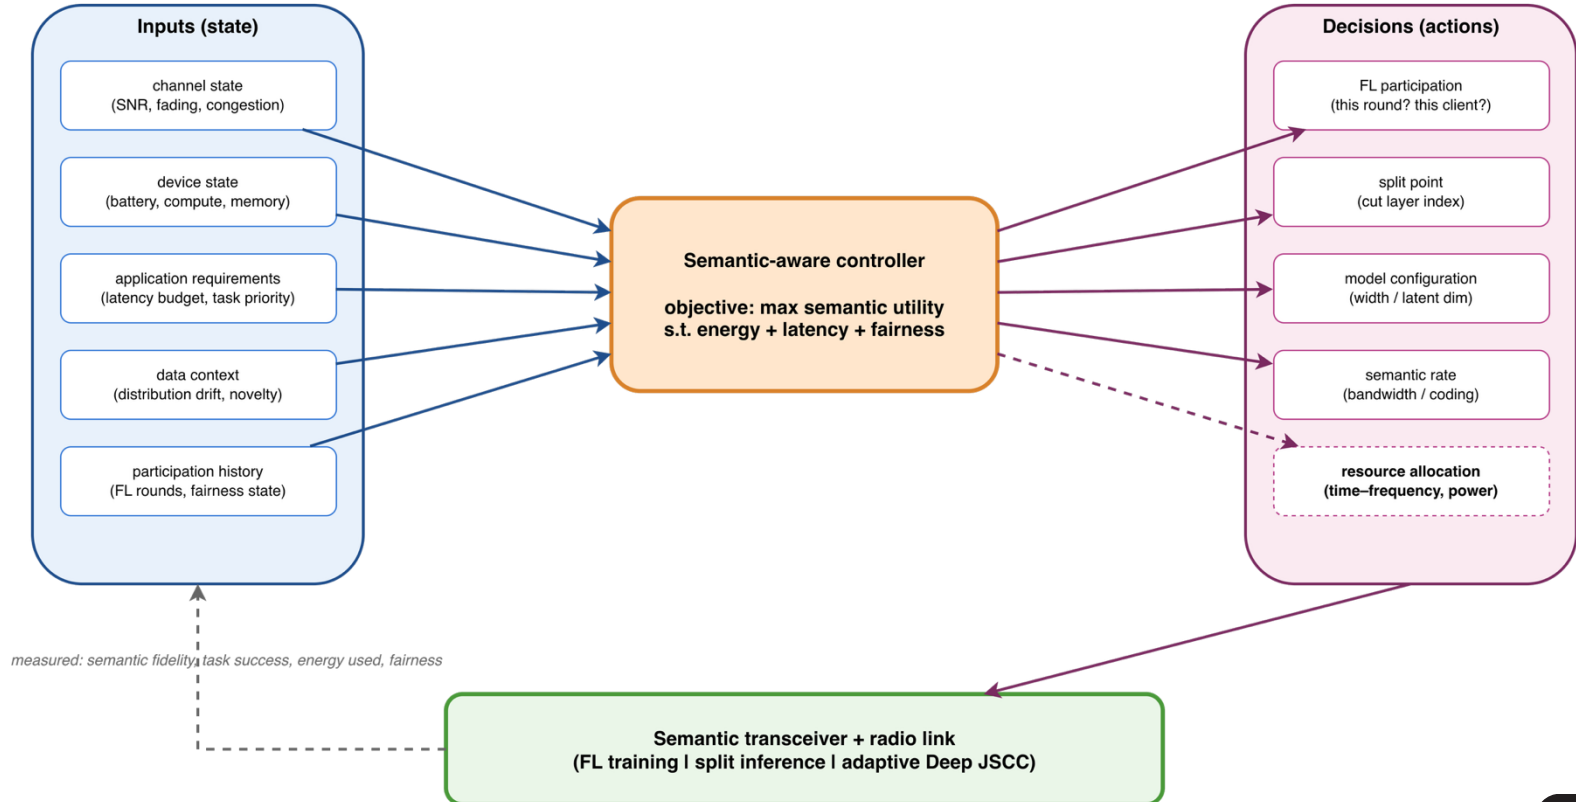 Inputs (state)
channel state
(SNR, fading, congestion)
device state
(battery, compute, memory)
application requirements
(latency budget, task priority)
data context
(distribution drift, novelty)
participation history
(FL rounds, fairness state)
Semantic-aware controller
objective: max semantic utility
s.t. energy + latency + fairness
Decisions (actions)
FL participation
(this round? this client?)
split point
(cut layer index)
model configuration
(width / latent dim)
semantic rate
(bandwidth / coding)
resource allocation
(time–frequency, power)
measured: semantic fidelity, task success, energy used, fairness
Semantic transceiver + radio link
(FL training | split inference | adaptive Deep JSCC)